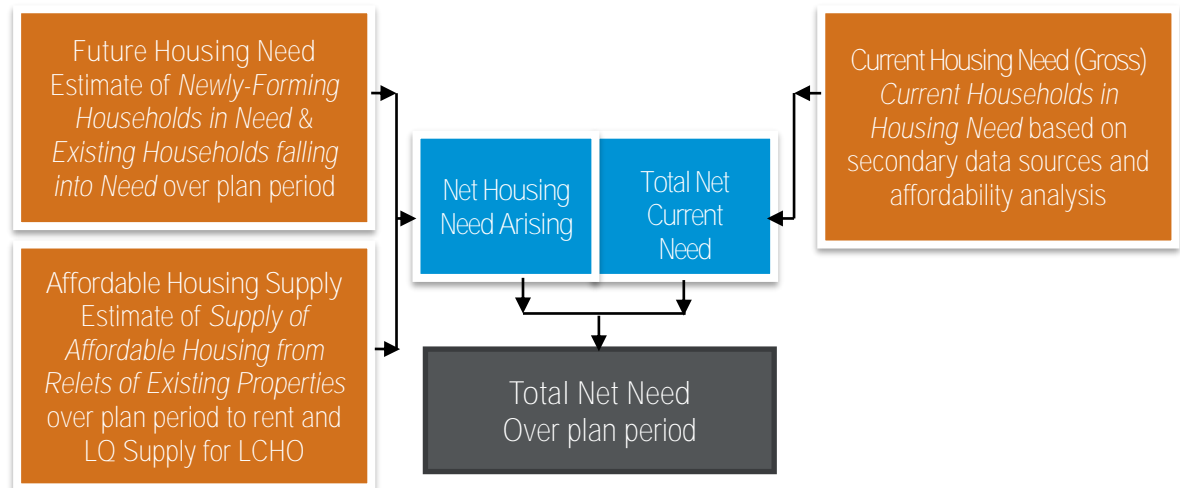 Future Housing Need
Estimate of Newly-Forming
Households in Need &
Existing Households falling
into Need over plan period
Affordable Housing Supply
Estimate of Supply of
Affordable Housing from
Relets of Existing Properties
over plan period to rent and
LQ Supply for LCHO
Net Housing
Need Arising
Total Net
Current
Need
Current Housing Need (Gross)
Current Households in
Housing Need based on
secondary data sources and
affordability analysis
Total Net Need
Over plan period